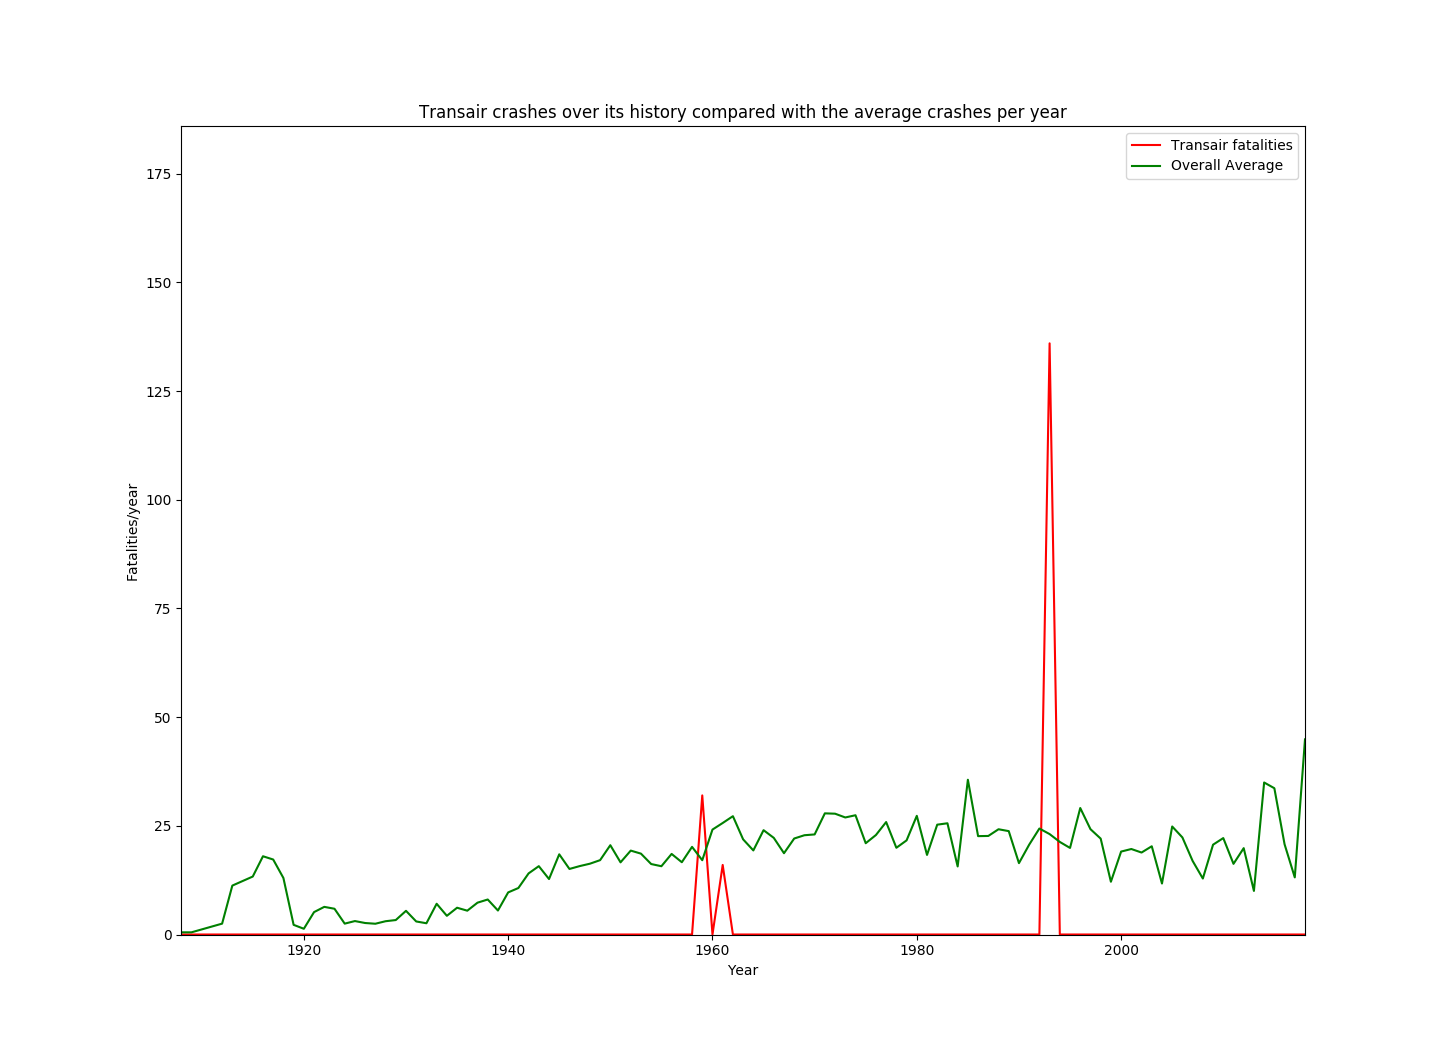 Transair crashes over its history compared with the average crashes per year
Transair fatalities
Overall Average
175
150
125
100
75
50
25
0
Fatalities/year
1920
1940
1960
1980
2000
Year